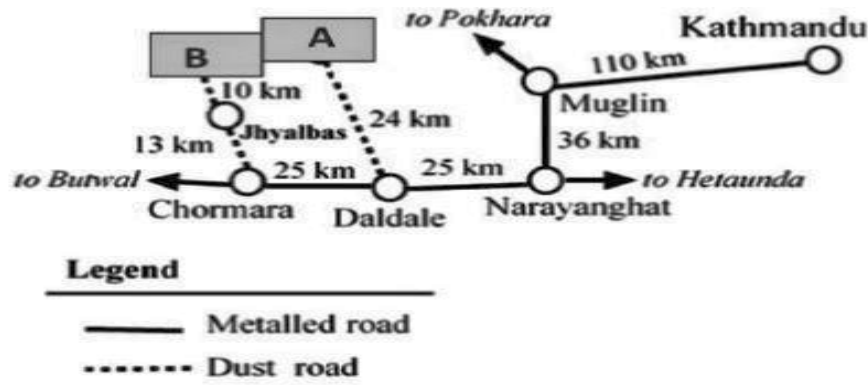 to Pokhara
Kathmandu
A
B
110 km
10 km
Muglin
Jhyalbas
24 km
13 km
36 km
25 km
25 km
to Butwal
to Hetaunda
Chormara
Daldale
Narayanghat
Legend
Metalled road
Dust road